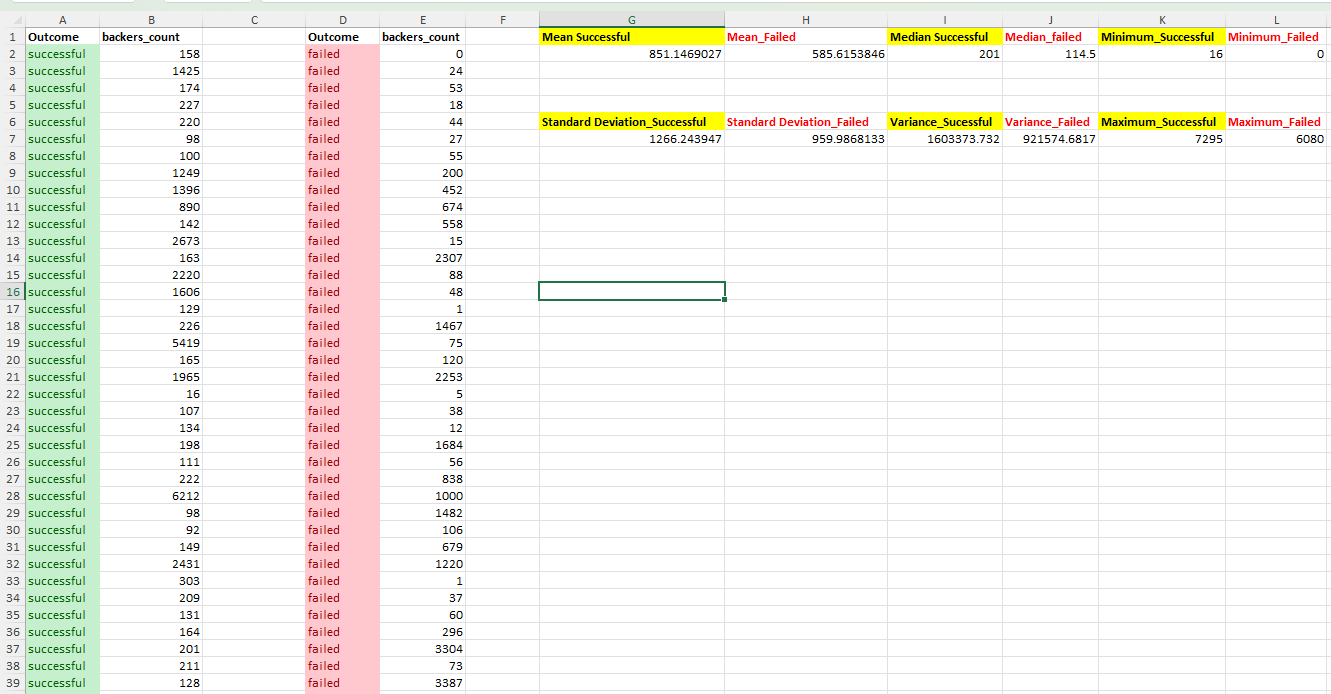 A B C D E F G H I J K L
1 Outcome backers_count Outcome backers_count Mean Successful Mean_Failed Median Successful Median_failed Minimum_Successful Minimum_Failed
2 successful 158 failed 0 851.1469027 585.6153846 201 114.5 16 0
3 successful 1425 failed 24
4 successful 174 failed 53
5 successful 227 failed 18
6 successful 220 failed 44 Standard Deviation_Successful Standard Deviation_Failed Variance_Sucessful Variance_Failed Maximum_Successful Maximum_Failed
7 successful 98 failed 27 1266.243947 959.9868133 1603373.732 921574.6817 7295 6080
8 successful 100 failed 55
9 successful 1249 failed 200
10 successful 1396 failed 452
11 successful 890 failed 674
12 successful 142 failed 558
13 successful 2673 failed 15
14 successful 163 failed 2307
15 successful 2220 failed 88
16 successful 1606 failed 48
17 successful 129 failed 1
18 successful 226 failed 1467
19 successful 5419 failed 75
20 successful 165 failed 120
21 successful 1965 failed 2253
22 successful 16 failed 5
23 successful 107 failed 38
24 successful 134 failed 12
25 successful 198 failed 1684
26 successful 111 failed 56
27 successful 222 failed 838
28 successful 6212 failed 1000
29 successful 98 failed 1482
30 successful 92 failed 106
31 successful 149 failed 679
32 successful 2431 failed 1220
33 successful 303 failed 1
34 successful 209 failed 37
35 successful 131 failed 60
36 successful 164 failed 296
37 successful 201 failed 3304
38 successful 211 failed 73
39 successful 128 failed 3387